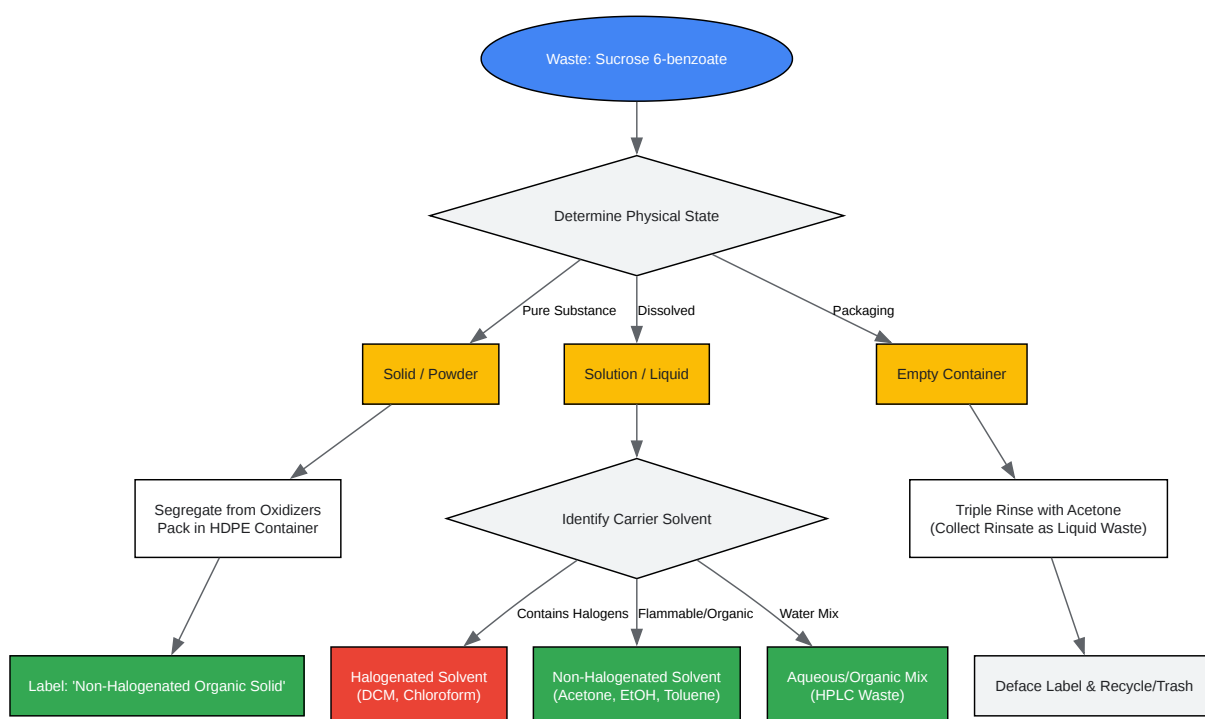 Waste: Sucrose 6-benzoate
Determine Physical State
Pure Substance
Dissolved
Packaging
Solid / Powder
Solution / Liquid
Empty Container
Segregate from Oxidizers
Pack in HDPE Container
Identify Carrier Solvent
Triple Rinse with Acetone
(Collect Rinsate as Liquid Waste)
Contains Halogens
Flammable/Organic
Water Mix
Label: 'Non-Halogenated Organic Solid'
Halogenated Solvent
(DCM, Chloroform)
Non-Halogenated Solvent
(Acetone, EtOH, Toluene)
Aqueous/Organic Mix
(HPLC Waste)
Deface Label & Recycle/Trash